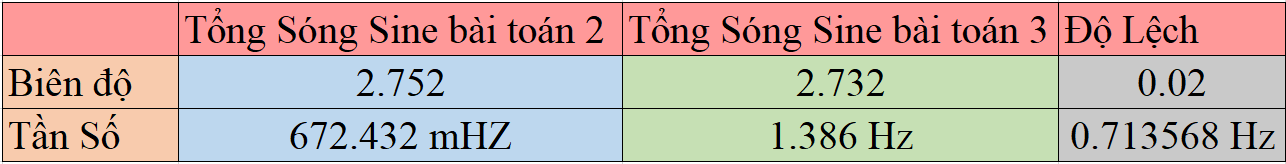 Tổng Sóng Sine bài toán 2 Tổng Sóng Sine bài toán 3 Độ Lệch
Biên độ 2.752 2.732 0.02
Tần Số 672.432 mHZ 1.386 Hz 0.713568 Hz